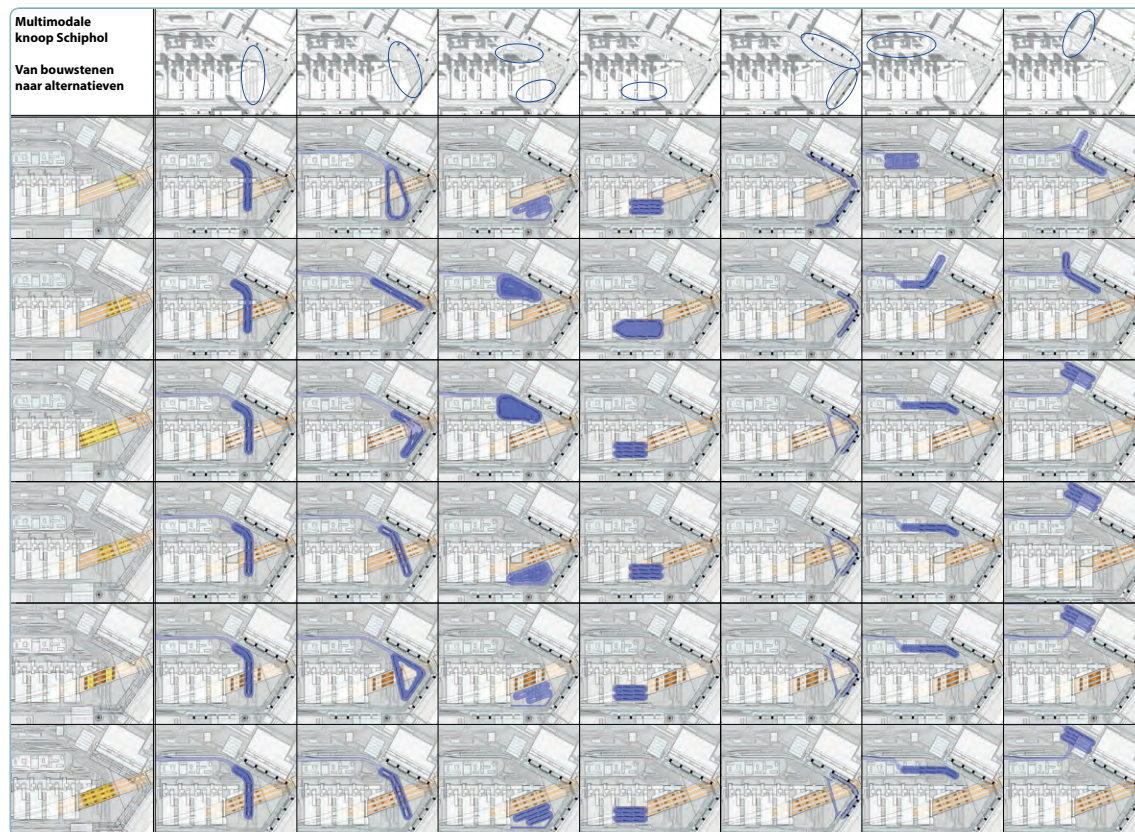 Multimodale
knoop Schiphol
Van bouwstenen
naar alternatieven